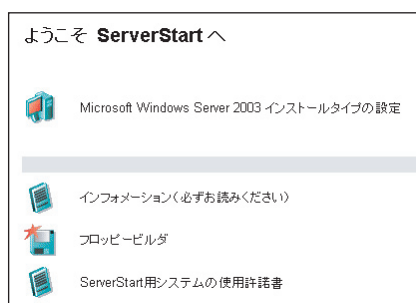 ようこそ ServerStart へ
Microsoft Windows Server 2003 インストールタイプの設定
インフォメーション(必ずお読みください)
フロッピービルダ
ServerStart用システムの使用許諾書